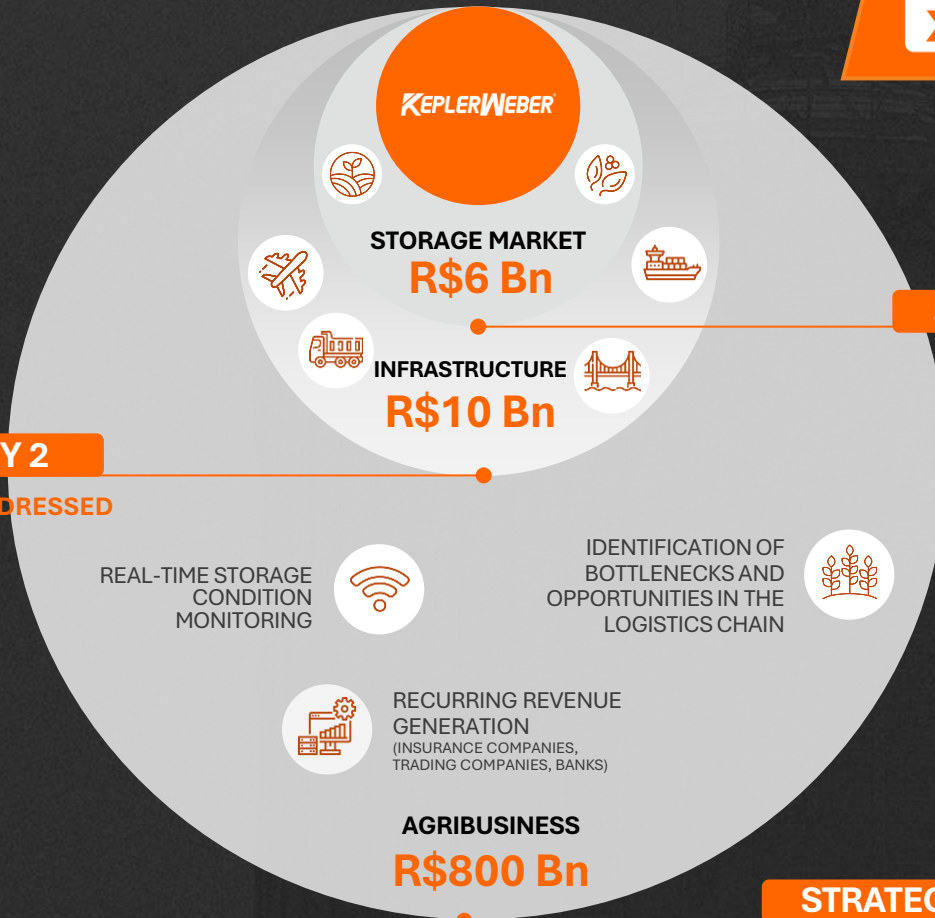 KEPLERWEBER
STORAGE MARKET
R$6 Bn
INFRASTRUCTURE
R$10 Bn
Y 2
DRESSED
REAL-TIME STORAGE
CONDITION
MONITORING
IDENTIFICATION OF
BOTTLENECKS AND
OPPORTUNITIES IN THE
LOGISTICS CHAIN
RECURRING REVENUE
GENERATION
(INSURANCE COMPANIES,
TRADING COMPANIES, BANKS)
AGRIBUSINESS
R$800 Bn
STRATEG